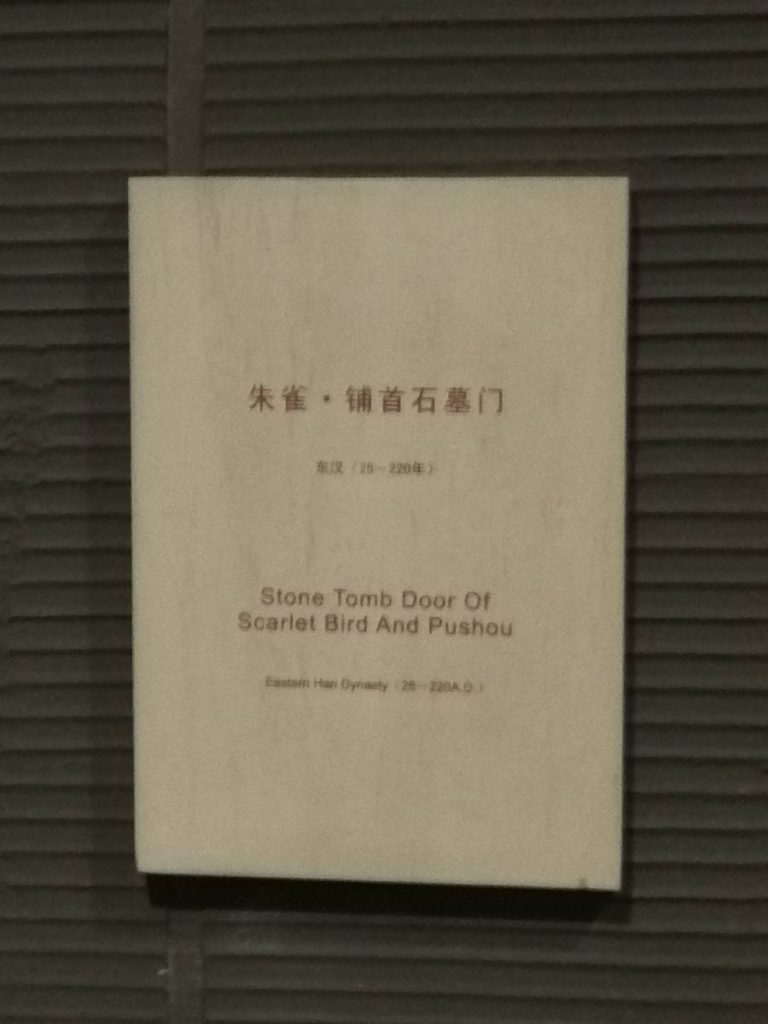 朱雀·铺首石墓门
东汉（25—220年）
Stone Tomb Door Of
Scarlet Bird And Pushou
Eastern Han Dynasty（25—220A.D.）